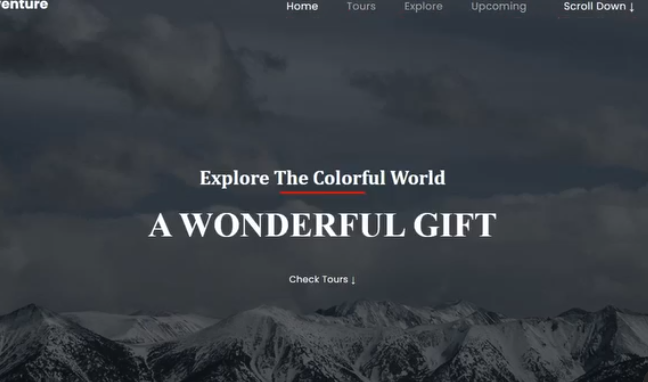 enture
Home Tours Explore Upcoming Scroll Down ↓
Explore The Colorful World
A WONDERFUL GIFT
Check Tours ↓